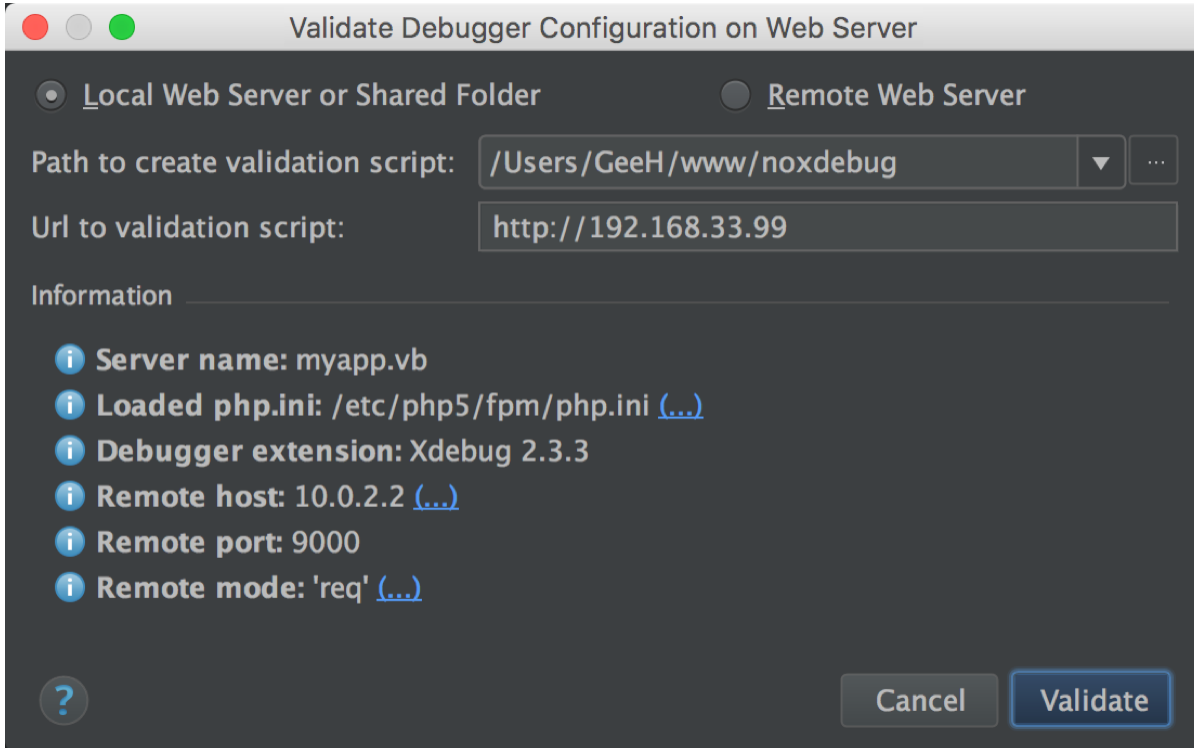 Validate Debugger Configuration on Web Server
Local Web Server or Shared Folder Remote Web Server
Path to create validation script: /Users/GeeH/www/noxdebug ...
Url to validation script: http://192.168.33.99
Information
Server name: myapp.vb
Loaded php.ini: /etc/php5/fpm/php.ini (...)
Debugger extension: Xdebug 2.3.3
Remote host: 10.0.2.2 (...)
Remote port: 9000
Remote mode: 'req' (...)
? Cancel Validate